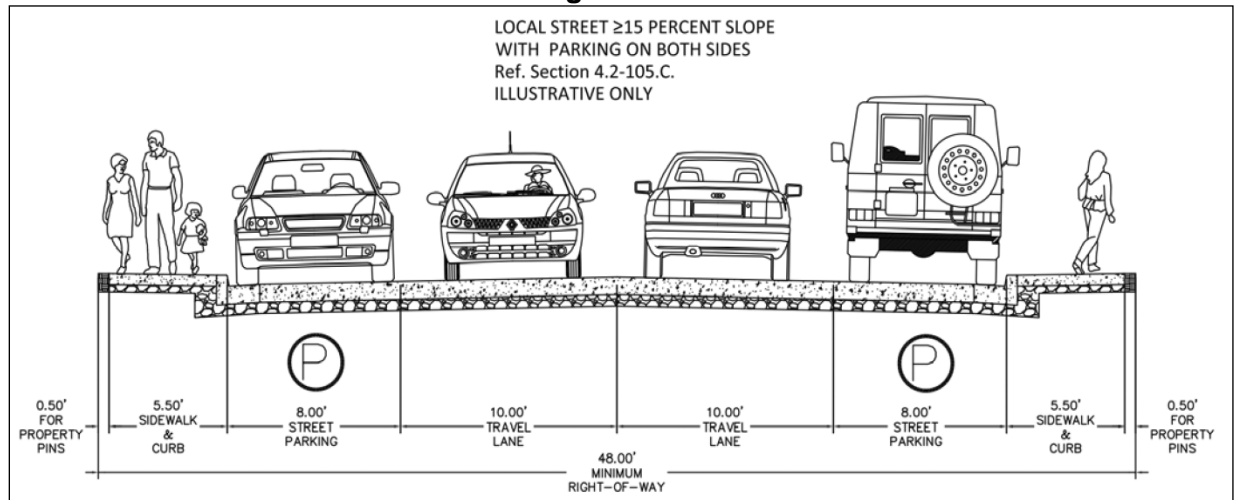 LOCAL STREET ≥15 PERCENT SLOPE
WITH PARKING ON BOTH SIDES
Ref. Section 4.2-105.C.
ILLUSTRATIVE ONLY
P
P
0.50'
FOR
PROPERTY
PINS
5.50'
SIDEWALK
&
CURB
8.00'
STREET
PARKING
10.00'
TRAVEL
LANE
10.00'
TRAVEL
LANE
8.00'
STREET
PARKING
5.50'
SIDEWALK
&
CURB
0.50'
FOR
PROPERTY
PINS
48.00'
MINIMUM
RIGHT-OF-WAY